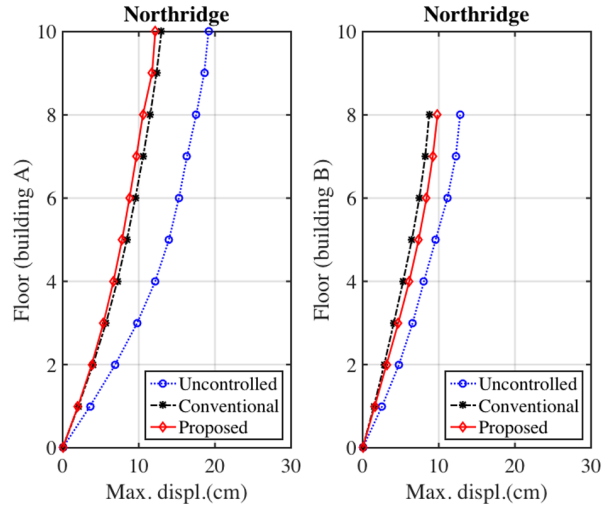 Northridge
10
8
6
4
2
0
Floor (building A)
Uncontrolled
Conventional
Proposed
0 10 20 30
Max. displ.(cm)
Northridge
10
8
6
4
2
0
Floor (building B)
Uncontrolled
Conventional
Proposed
0 10 20 30
Max. displ.(cm)